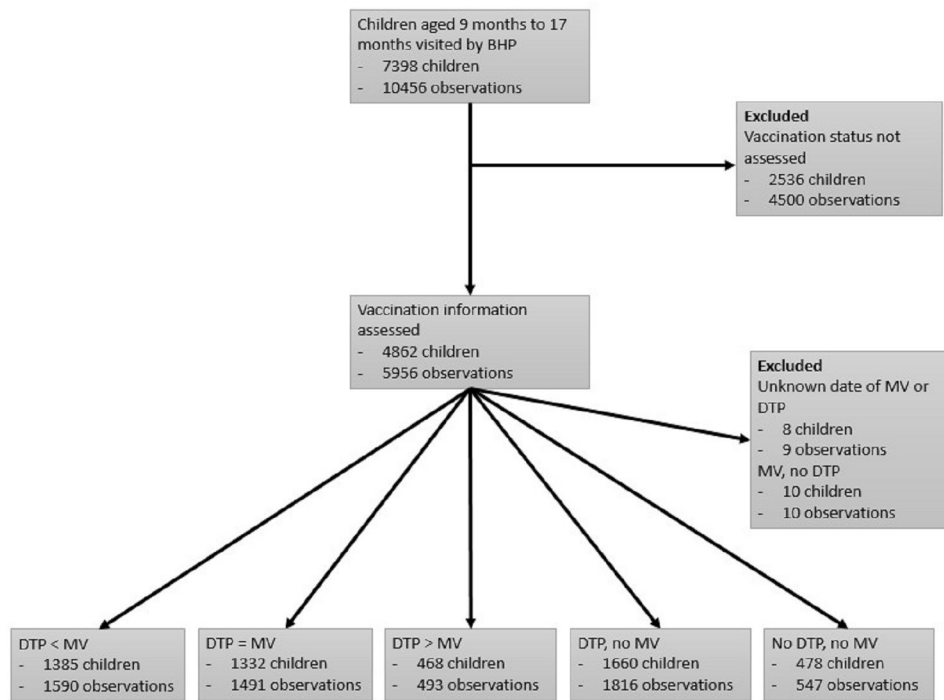 Children aged 9 months to 17
months visited by BHP
- 7398 children
- 10456 observations
Excluded
Vaccination status not
assessed
- 2536 children
- 4500 observations
Vaccination information
assessed
- 4862 children
- 5956 observations
Excluded
Unknown date of MV or
DTP
- 8 children
- 9 observations
MV, no DTP
- 10 children
- 10 observations
DTP < MV
- 1385 children
- 1590 observations
DTP = MV
- 1332 children
- 1491 observations
DTP > MV
- 468 children
- 493 observations
DTP, no MV
- 1660 children
- 1816 observations
No DTP, no MV
- 478 children
- 547 observations